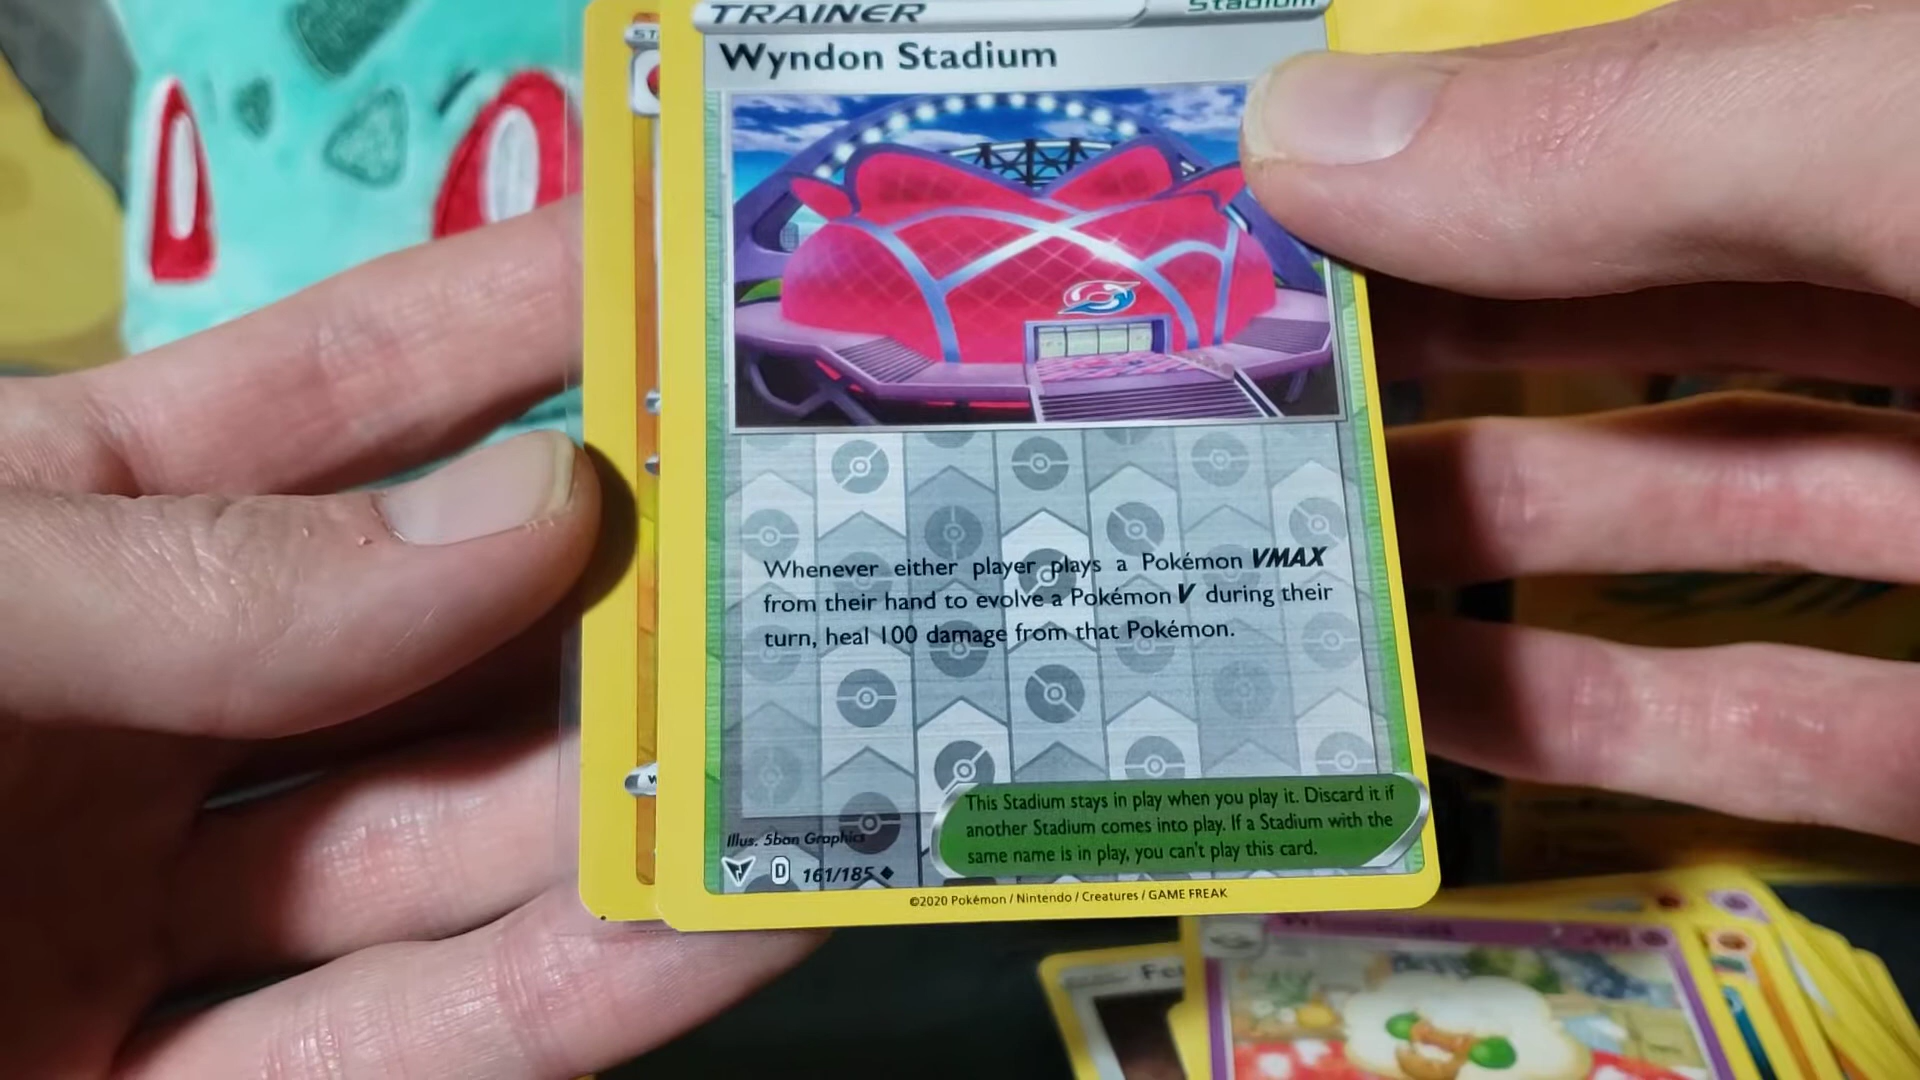 TRAINER
Stadium
Wyndon Stadium
Whenever either player plays a Pokémon VMAX
from their hand to evolve a Pokémon V during their
turn, heal 100 damage from that Pokémon.
This Stadium stays in play when you play it. Discard it if
another Stadium comes into play. If a Stadium with the
same name is in play, you can't play this card.
Illus. 5ban Graphics
D 161/185
©2020 Pokémon / Nintendo / Creatures / GAME FREAK